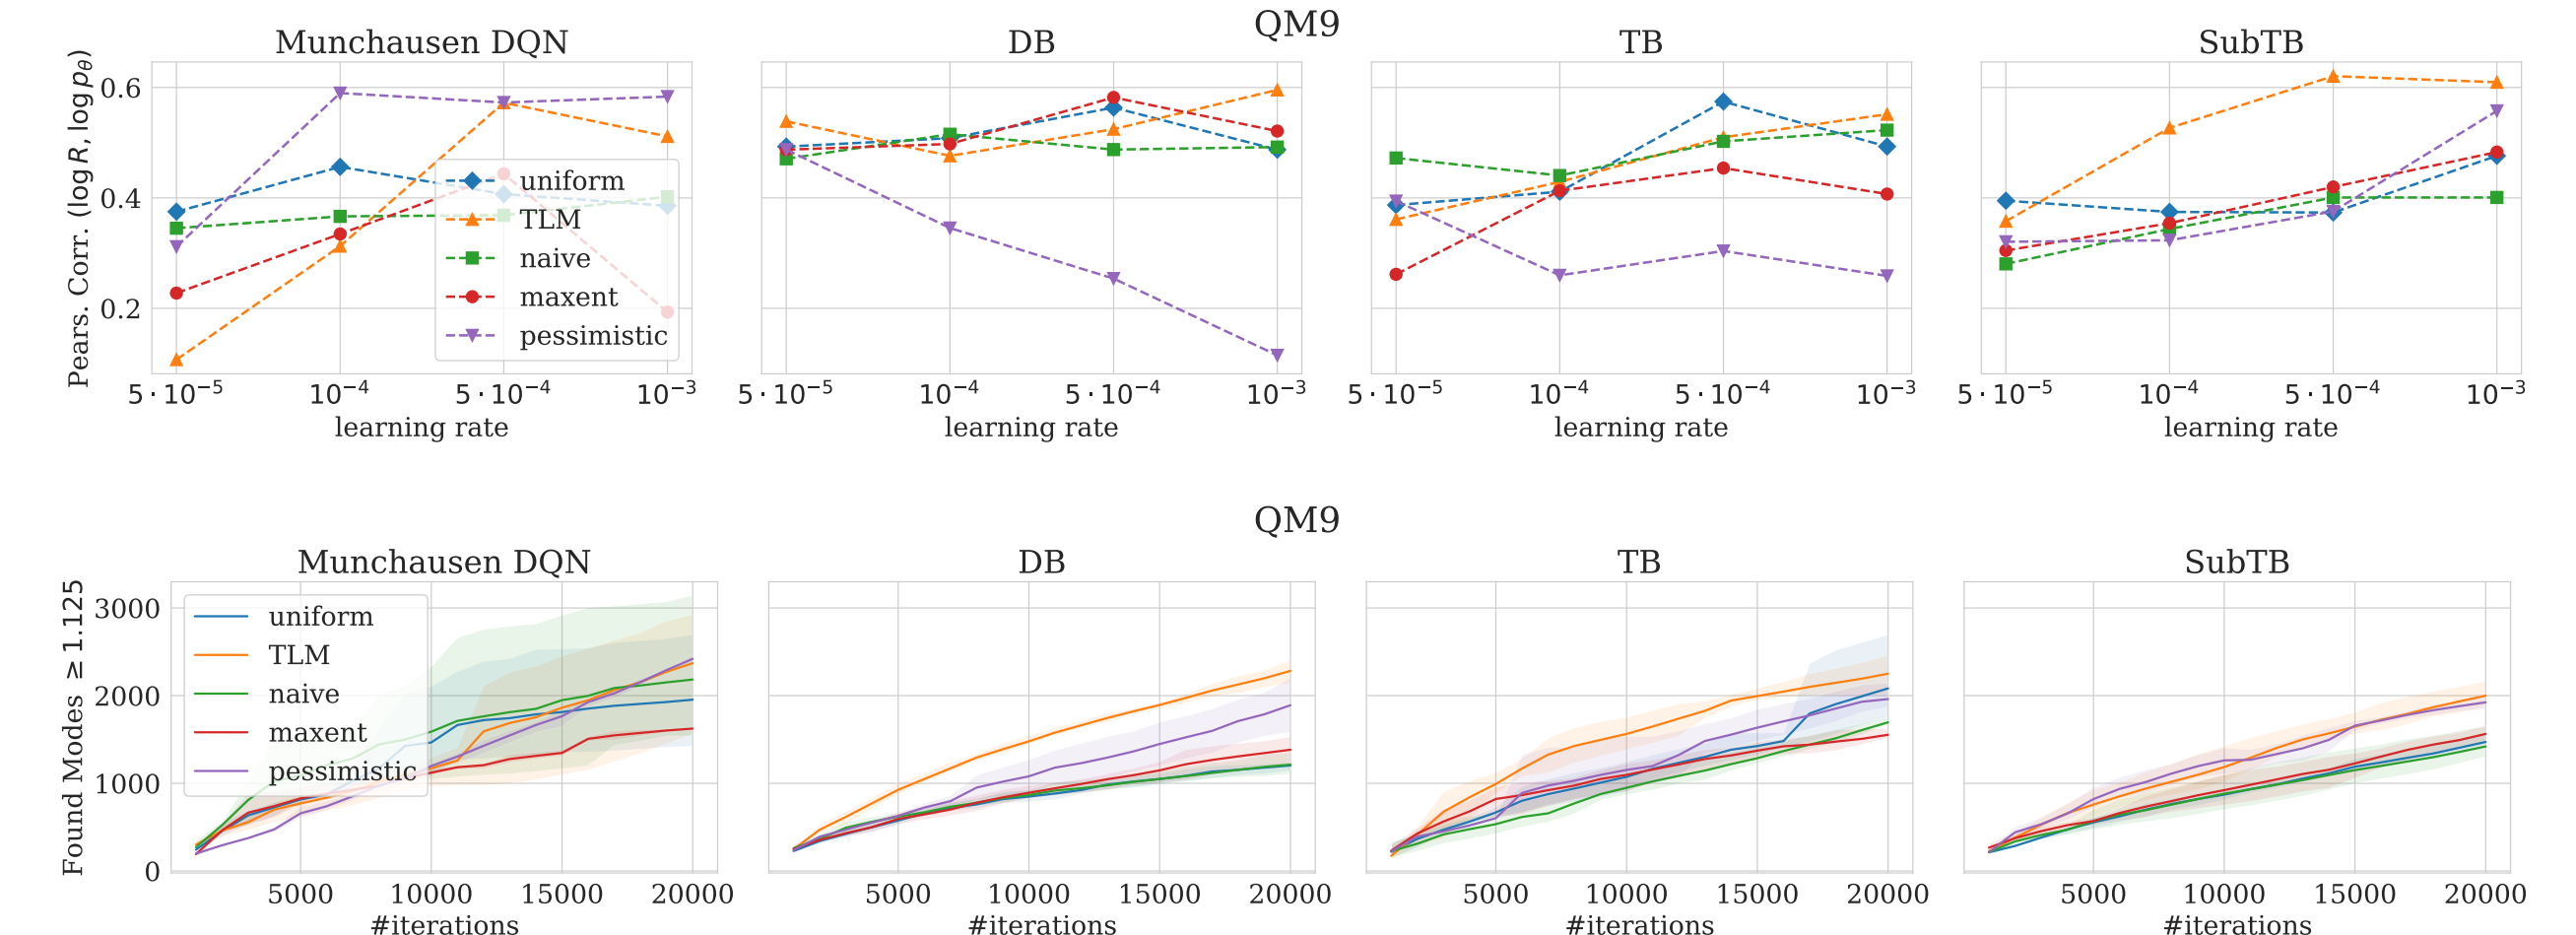 QM9
Munchausen DQN
DB
TB
SubTB
Pears. Corr. (log R, log p_θ)
0.6
0.4
0.2
uniform
TLM
naive
maxent
pessimistic
5·10⁻⁵ 10⁻⁴ 5·10⁻⁴ 10⁻³
5·10⁻⁵ 10⁻⁴ 5·10⁻⁴ 10⁻³
5·10⁻⁵ 10⁻⁴ 5·10⁻⁴ 10⁻³
5·10⁻⁵ 10⁻⁴ 5·10⁻⁴ 10⁻³
learning rate
learning rate
learning rate
learning rate
QM9
Munchausen DQN
DB
TB
SubTB
Found Modes ≥1.125
3000
2000
1000
0
uniform
TLM
naive
maxent
pessimistic
5000 10000 15000 20000
5000 10000 15000 20000
5000 10000 15000 20000
5000 10000 15000 20000
#iterations
#iterations
#iterations
#iterations